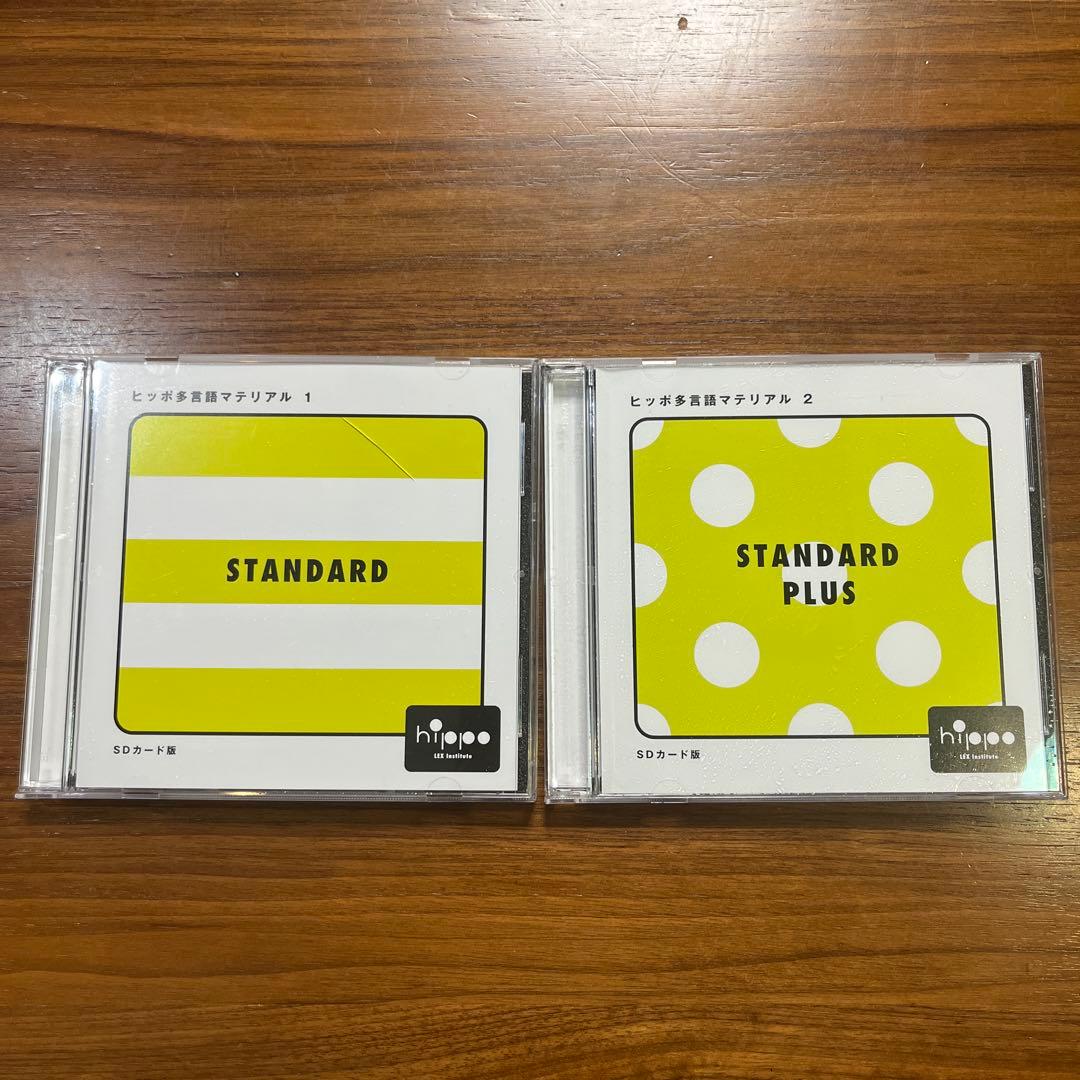 ヒッポ多言語マテリアル 1
STANDARD
SDカード版
hippo
LEX Institute
ヒッポ多言語マテリアル 2
STANDARD
PLUS
SDカード版
hippo
LEX Institute